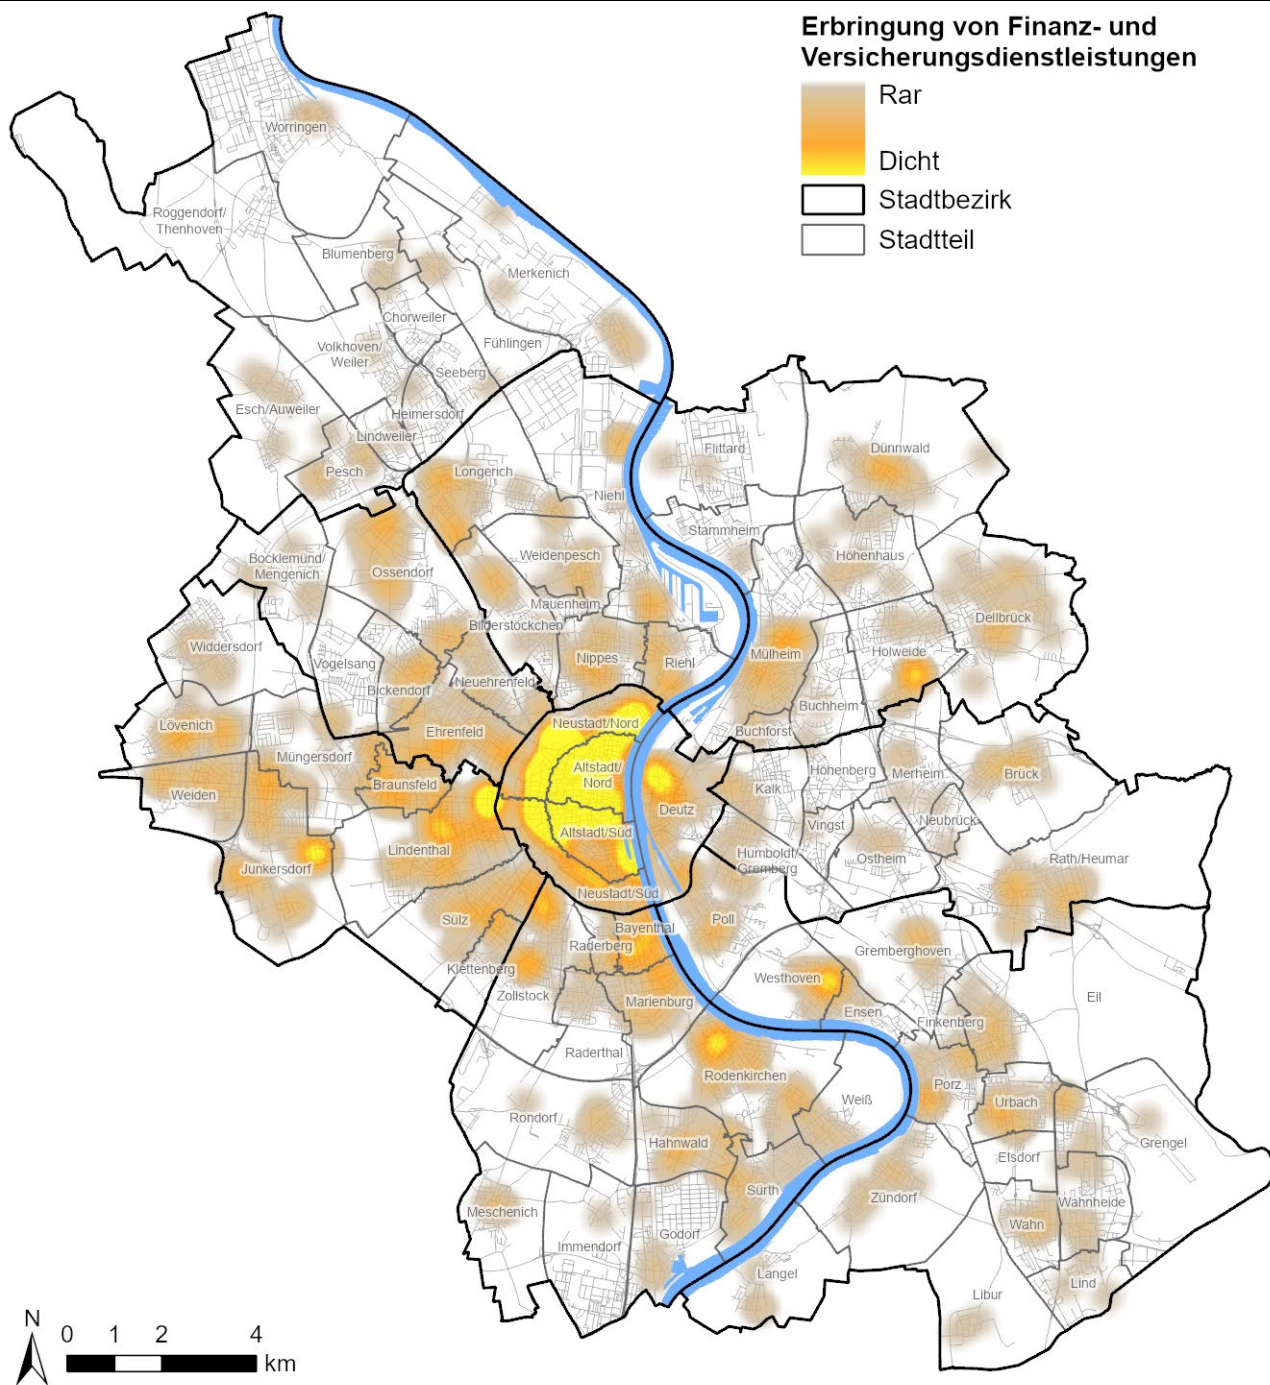 Erbringung von Finanz- und
Versicherungsdienstleistungen
Rar
Dicht
Stadtbezirk
Stadtteil
Worringen
Roggendorf/
Thenhoven
Blumenberg
Merkenich
Chorweiler
Volkhoven/
Weiler
Fühlingen
Seeberg
Esch/Auweiler
Heimersdorf
Lindweiler
Pesch
Longerich
Flittard
Dünnwald
Niehl
Stammheim
Weidenpesch
Höhenhaus
Bocklemünd/
Mengenich
Ossendorf
Mauenheim
Dellbrück
Bilderstöckchen
Widdersdorf
Vogelsang
Nippes
Riehl
Mülheim
Holweide
Bickendorf
Neuehrenfeld
Buchheim
Lövenich
Ehrenfeld
Neustadt/Nord
Buchforst
Müngersdorf
Altstadt/
Nord
Höhenberg
Merheim
Brück
Braunsfeld
Kalk
Weiden
Deutz
Neubrück
Vingst
Altstadt/Süd
Lindenthal
Humboldt/
Gremberg
Ostheim
Rath/Heumar
Junkersdorf
Neustadt/Süd
Sülz
Poll
Bayenthal
Raderberg
Gremberghoven
Klettenberg
Westhoven
Zollstock
Marienburg
Eil
Ensen
Finkenberg
Raderthal
Rodenkirchen
Porz
Weiß
Urbach
Rondorf
Hahnwald
Grengel
Elsdorf
Sürth
Zündorf
Meschenich
Wahnheide
Wahn
Godorf
Immendorf
Langel
Lind
Libur
N
0 1 2 4
km